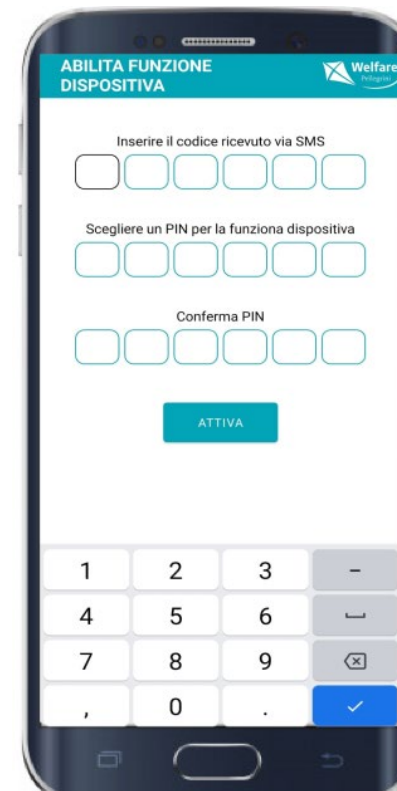 ABILITA FUNZIONE
DISPOSITIVA
Welfare
Pellegrini
Inserire il codice ricevuto via SMS
Scegliere un PIN per la funziona dispositiva
Conferma PIN
ATTIVA
1 2 3 –
4 5 6
7 8 9
, 0 .